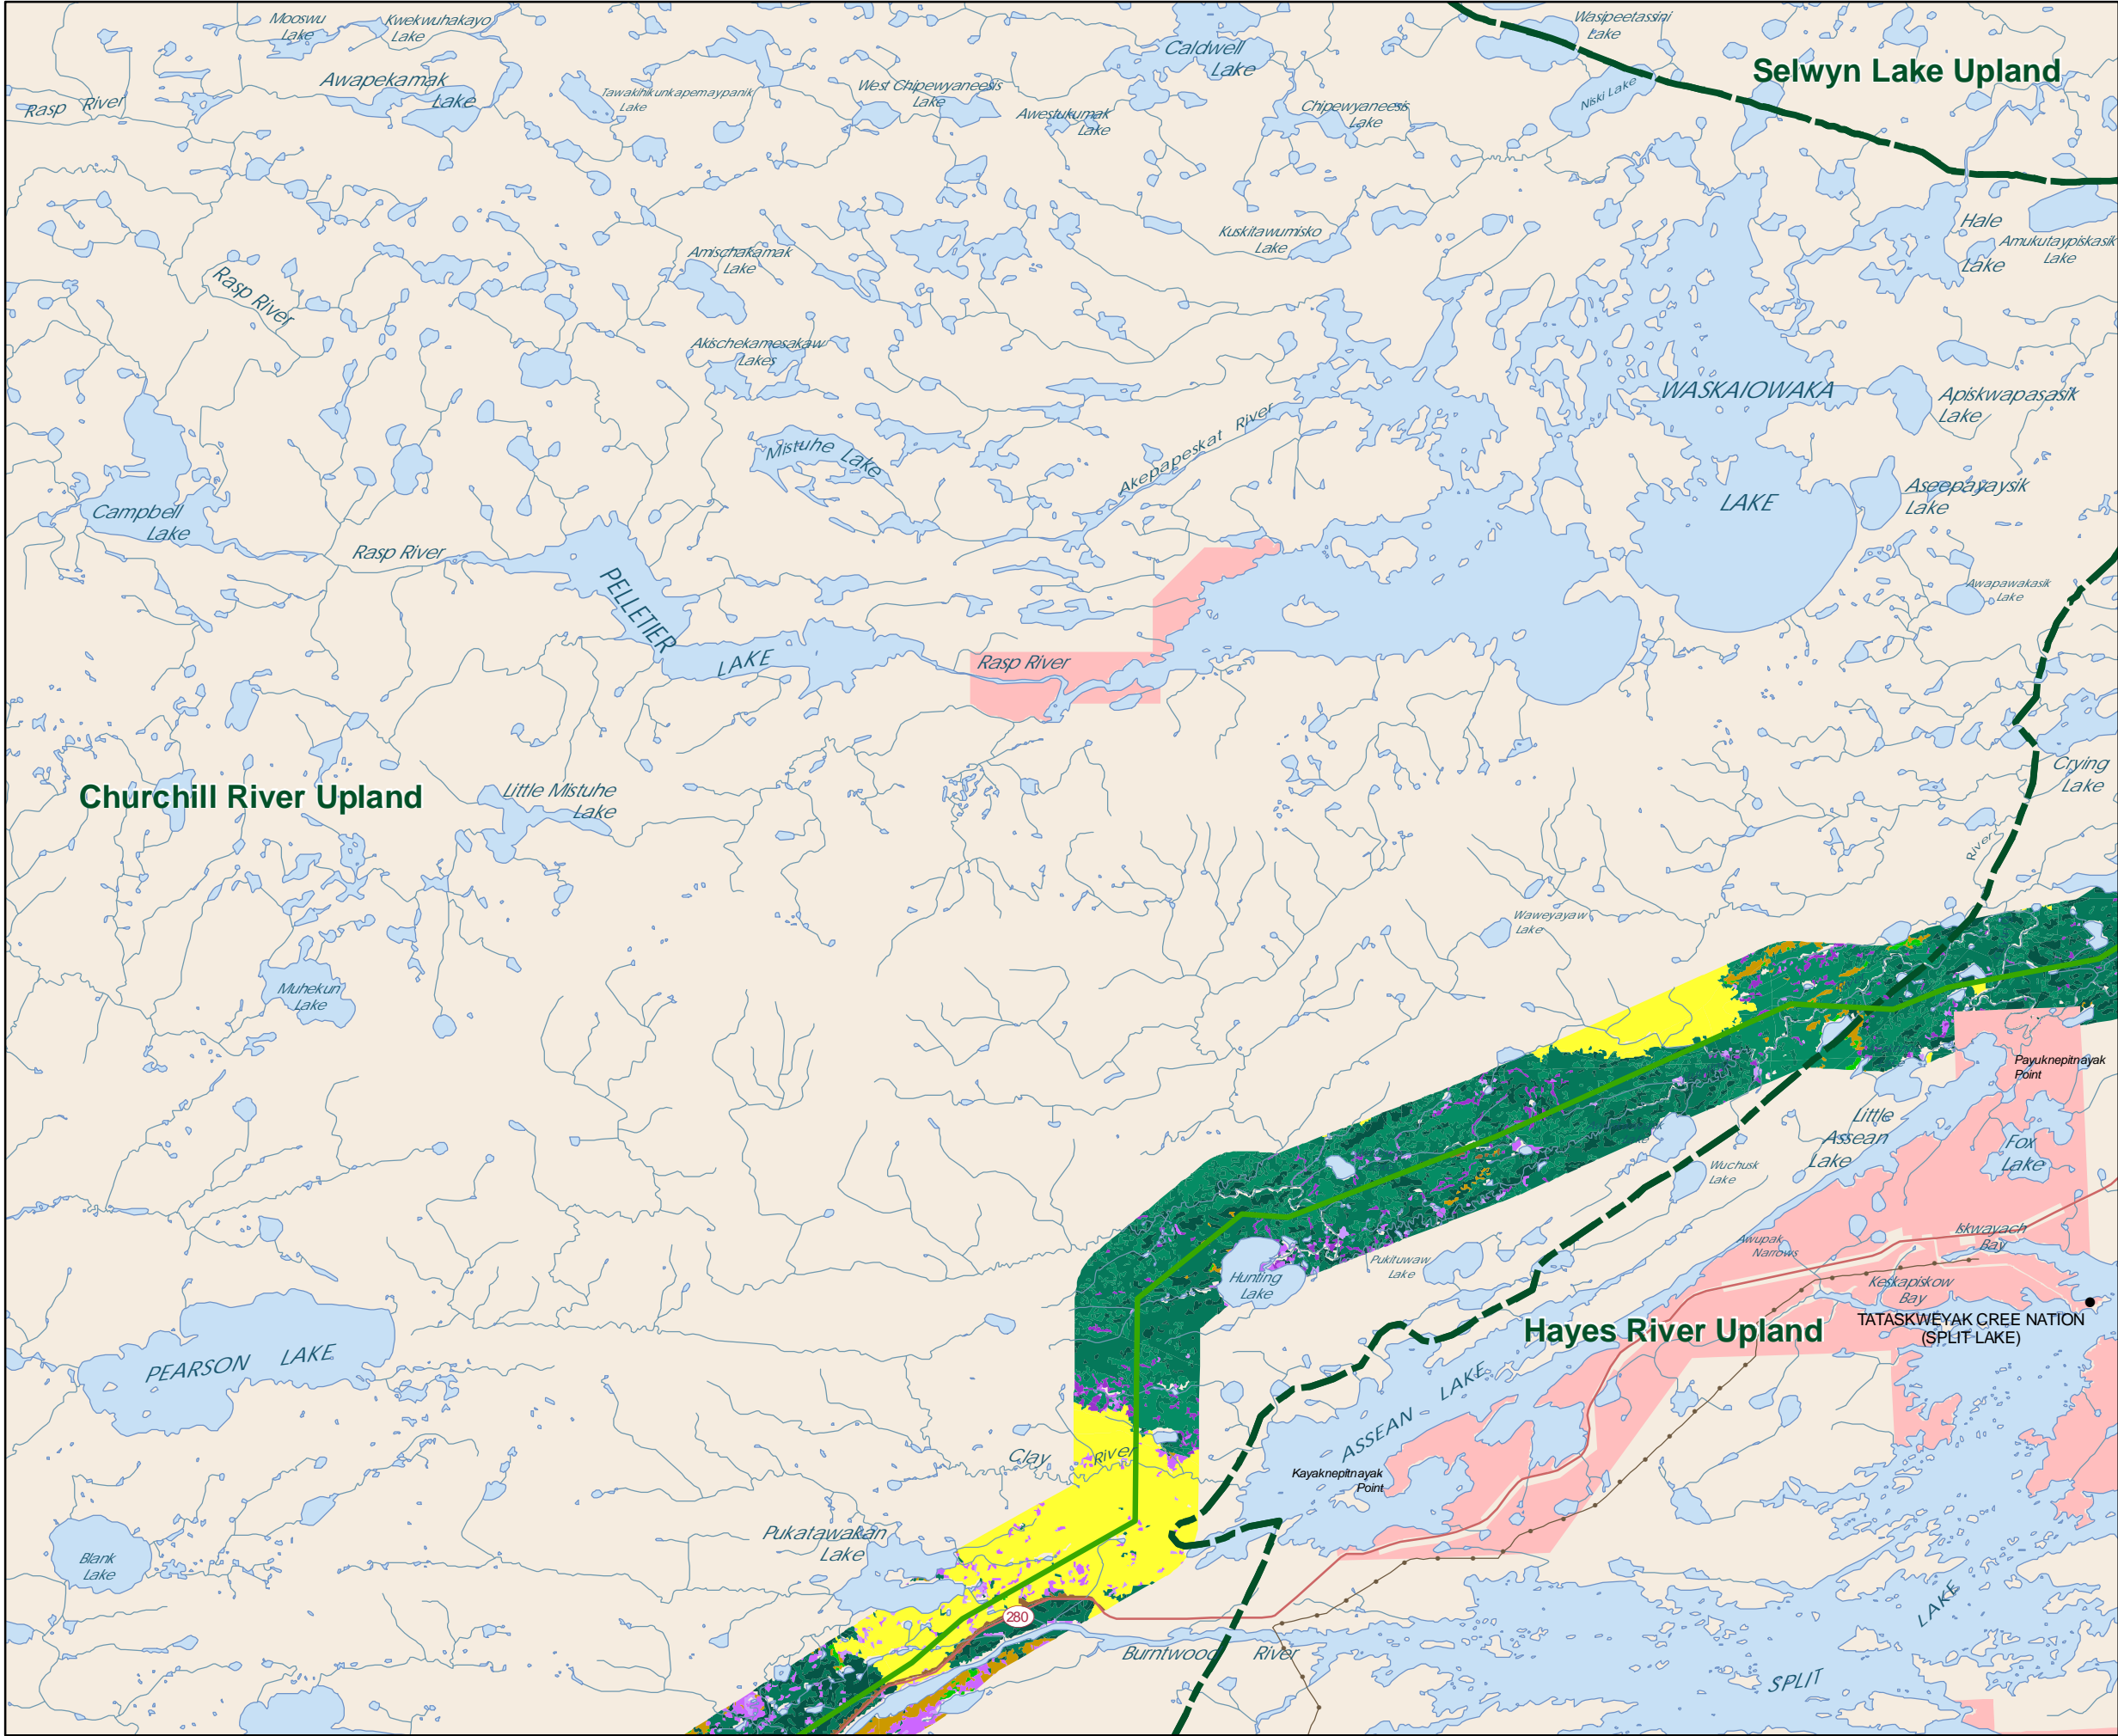 Mooswu
Lake
Kwekwuhakayo
Lake
Wasipeetassini
Lake
Caldwell
Lake
Selwyn Lake Upland
Awapekamak
Lake
Tawakihikunkapemaypanik
Lake
West Chipewyaneesis
Lake
Niski Lake
Rasp River
Awestukumak
Lake
Chipewyaneesis
Lake
Hale
Lake
Amukutaypiskasik
Lake
Kuskitawumisko
Lake
Amischakamak
Lake
Rasp River
Akischekamesakaw
Lakes
WASKAIOWAKA
LAKE
Apiskwapasasik
Lake
Mistuhe Lake
Akepapeskat River
Aseepayaysik
Lake
Campbell
Lake
Rasp River
PELLETIER
LAKE
Awapawakasik
Lake
Rasp River
Crying
Lake
Churchill River Upland
Little Mistuhe
Lake
River
Waweyayaw
Lake
Muhekun
Lake
Payuknepitnayak
Point
Little
Assean
Lake
Fox
Lake
Wuchusk
Lake
Iskwayach
Bay
Awupak
Narrows
Pukituwaw
Lake
Hunting
Lake
Keskapiskow
Bay
TATASKWEYAK CREE NATION
(SPLIT LAKE)
Hayes River Upland
PEARSON LAKE
ASSEAN LAKE
Clay River
Kayaknepitnayak
Point
Pukatawakan
Lake
Blank
Lake
280
Burntwood River
SPLIT LAKE